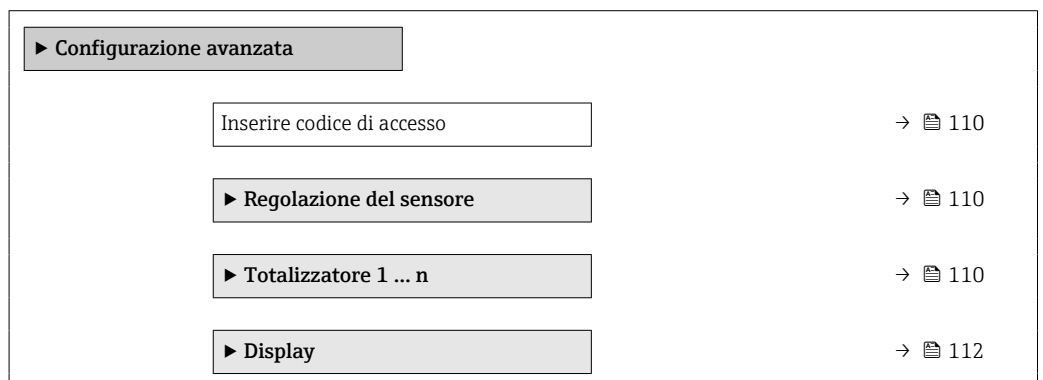 ▶ Configurazione avanzata
Inserire codice di accesso → 110
▶ Regolazione del sensore → 110
▶ Totalizzatore 1 … n → 110
▶ Display → 112